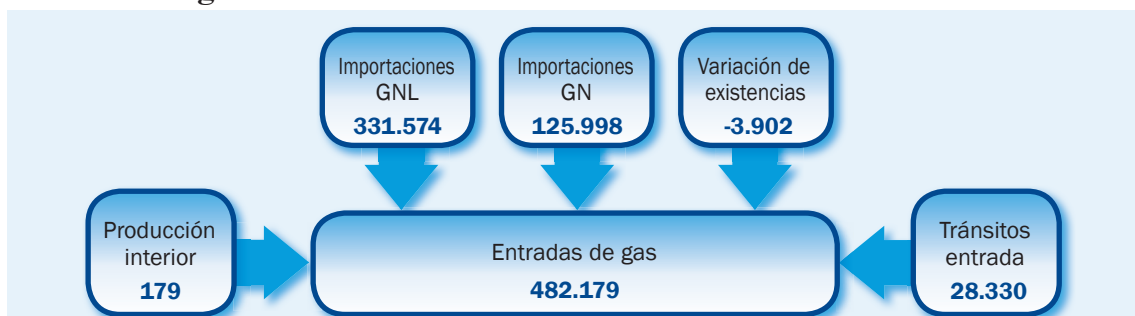 Importaciones
GNL
331.574
Importaciones
GN
125.998
Variación de
existencias
-3.902
Producción
interior
179
Entradas de gas
482.179
Tránsitos
entrada
28.330